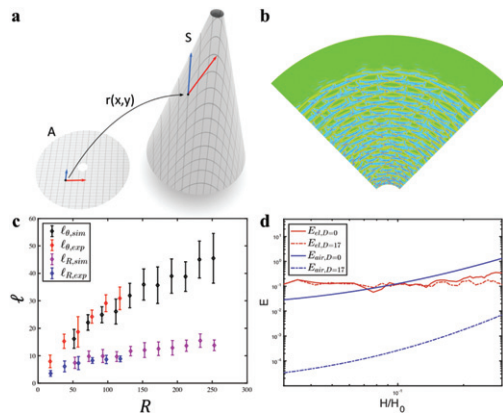 a
S
r(x,y)
A
b
c
60
50
40
30
20
10
0
ℓ
ℓθ,sim
ℓθ,exp
ℓR,sim
ℓR,exp
0 50 100 150 200 250 300
R
d
E
Eel,D=0
Eel,D=17
Eair,D=0
Eair,D=17
H/H0